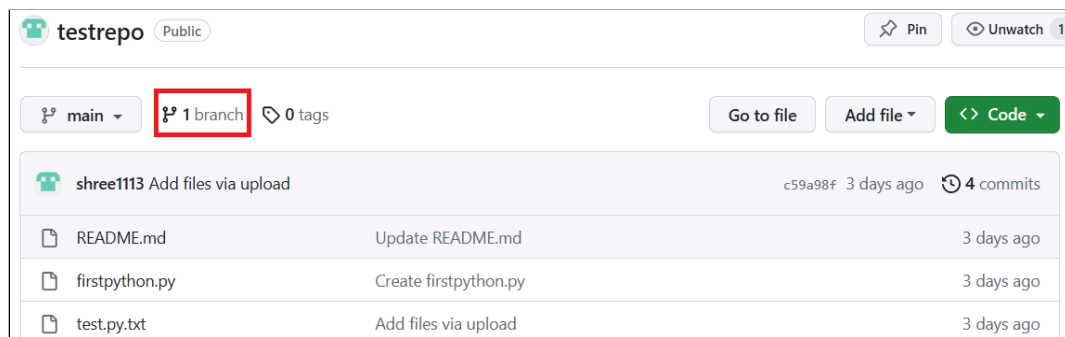 testrepo Public Pin Unwatch 1
main 1 branch 0 tags Go to file Add file <> Code
shree1113 Add files via upload c59a98f 3 days ago 4 commits
README.md Update README.md 3 days ago
firstpython.py Create firstpython.py 3 days ago
test.py.txt Add files via upload 3 days ago